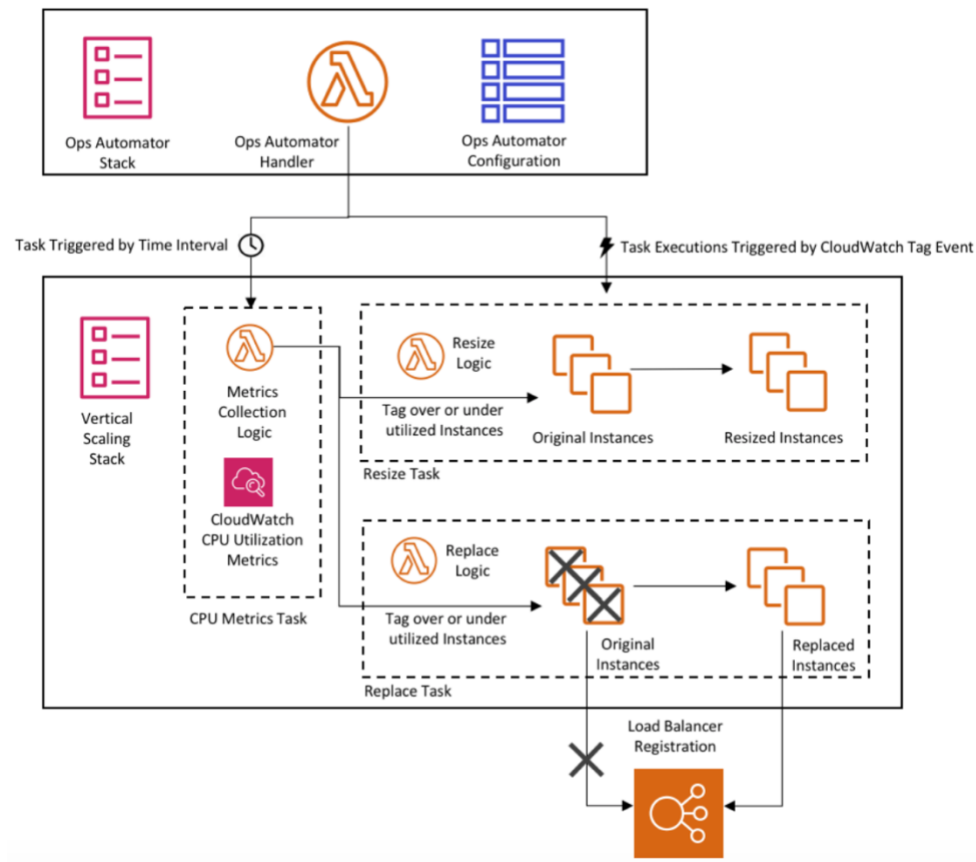 Ops Automator
Stack
Ops Automator
Handler
Ops Automator
Configuration
Task Triggered by Time Interval
Task Executions Triggered by CloudWatch Tag Event
Vertical
Scaling
Stack
Metrics
Collection
Logic
CloudWatch
CPU Utilization
Metrics
CPU Metrics Task
Resize
Logic
Tag over or under
utilized Instances
Original Instances
Resized Instances
Resize Task
Replace
Logic
Tag over or under
utilized Instances
Original
Instances
Replaced
Instances
Replace Task
Load Balancer
Registration